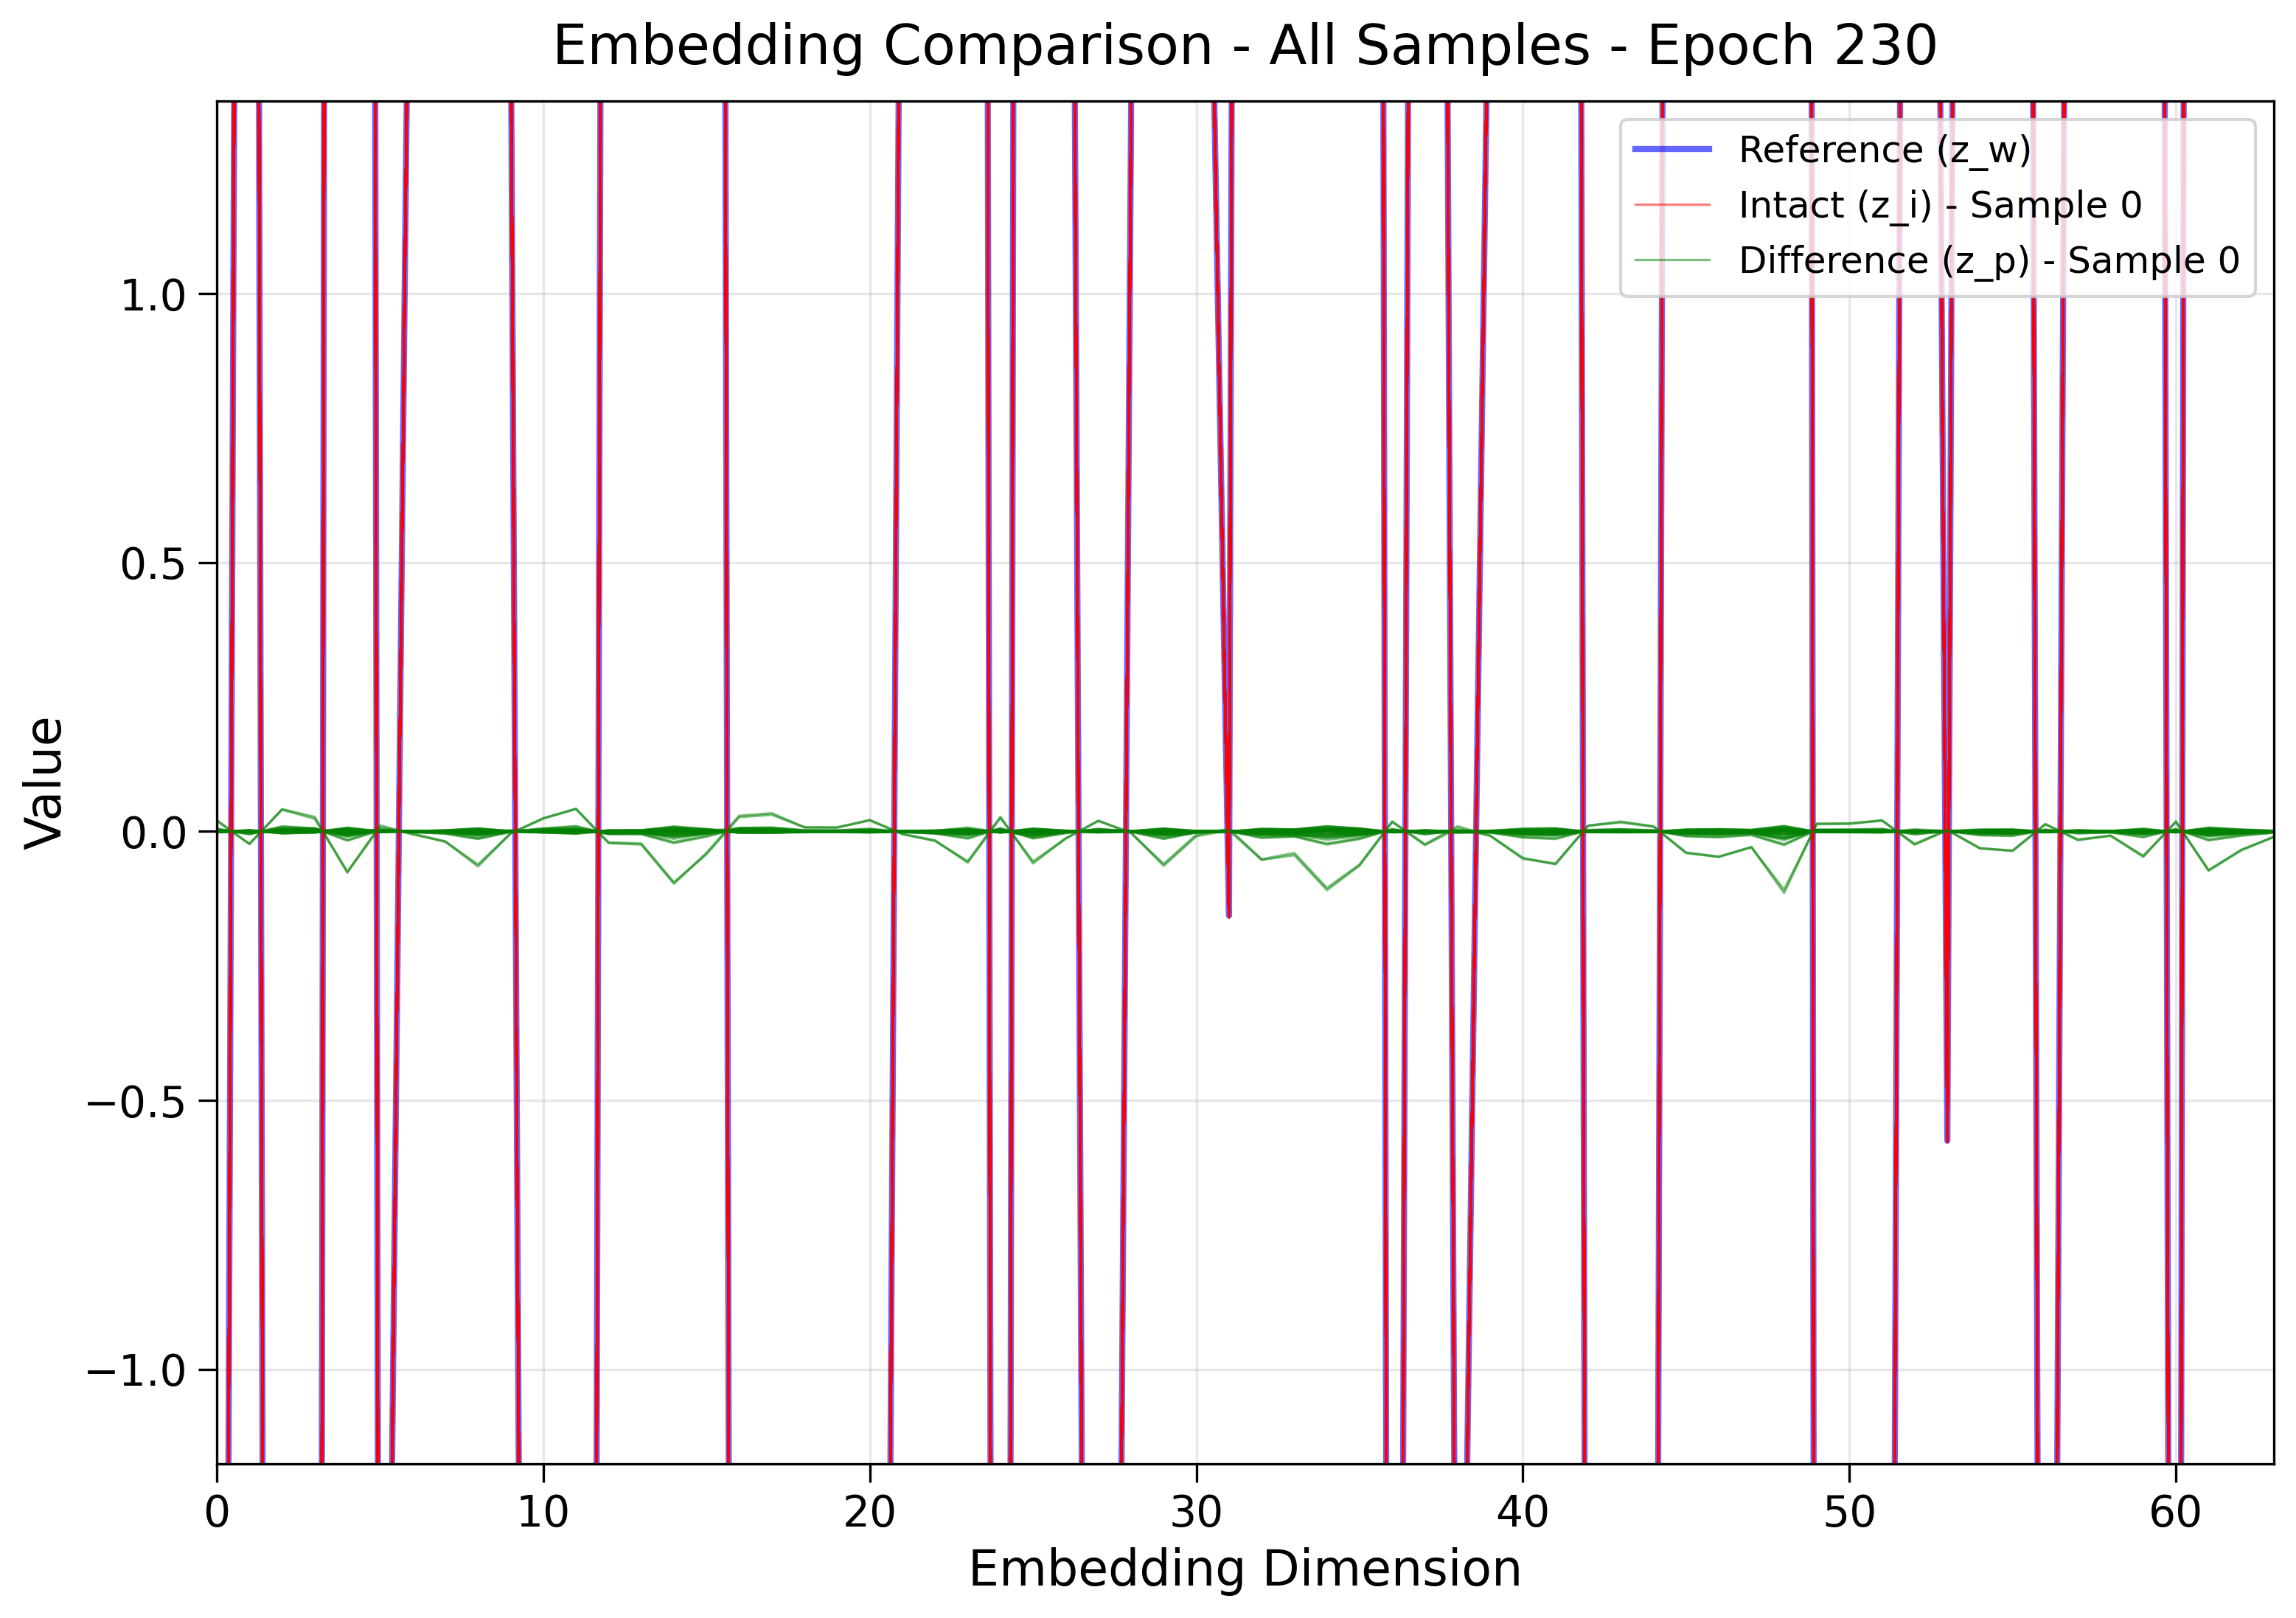 Embedding Comparison - All Samples - Epoch 230
Reference (z_w)
Intact (z_i) - Sample 0
Difference (z_p) - Sample 0
Value
1.0
0.5
0.0
−0.5
−1.0
0 10 20 30 40 50 60
Embedding Dimension